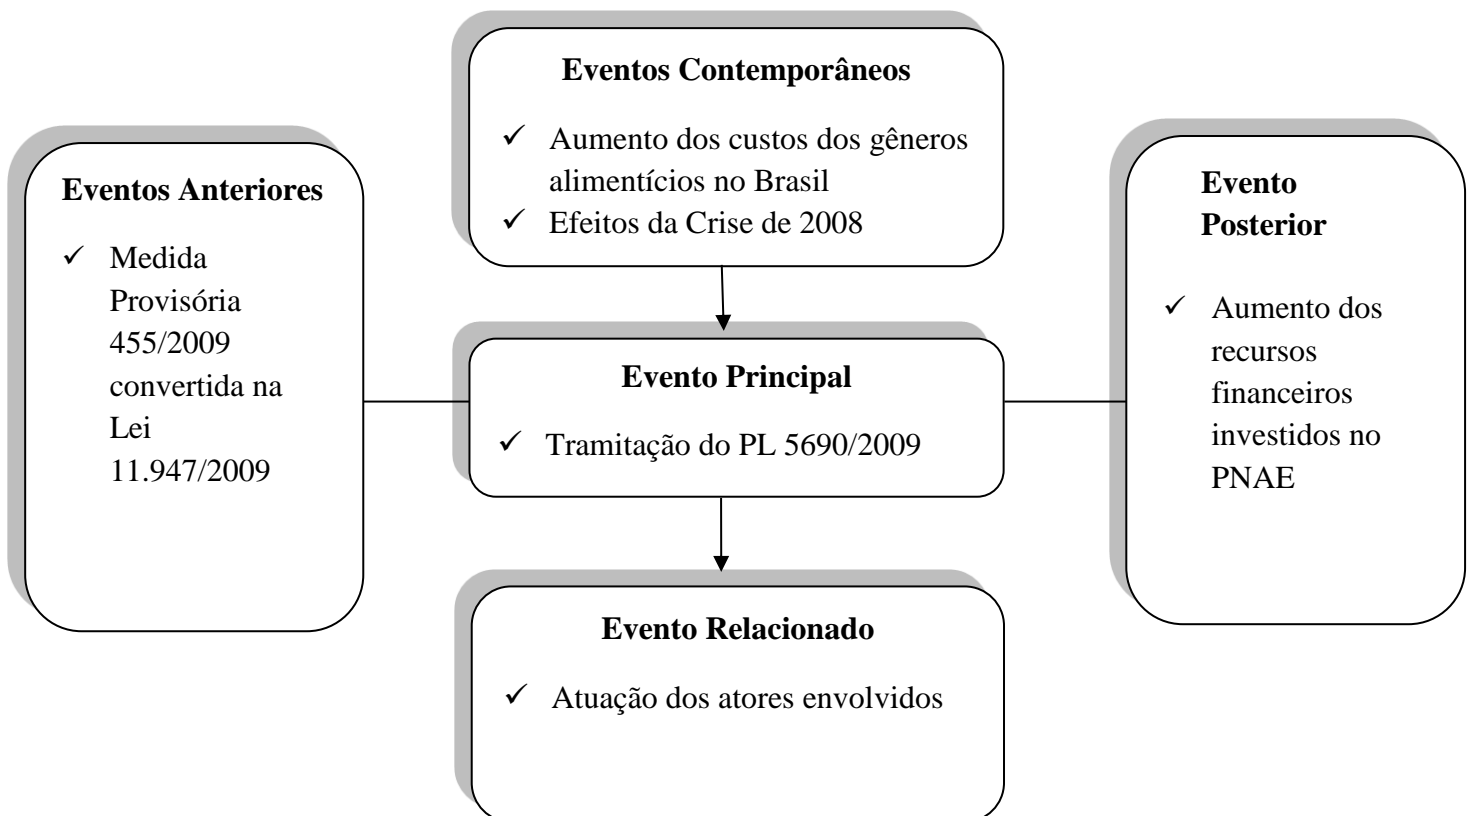 Eventos Contemporâneos
✓ Aumento dos custos dos gêneros
alimentícios no Brasil
✓ Efeitos da Crise de 2008
Eventos Anteriores
✓ Medida
Provisória
455/2009
convertida na
Lei
11.947/2009
Evento Principal
✓ Tramitação do PL 5690/2009
Evento
Posterior
✓ Aumento dos
recursos
financeiros
investidos no
PNAE
Evento Relacionado
✓ Atuação dos atores envolvidos